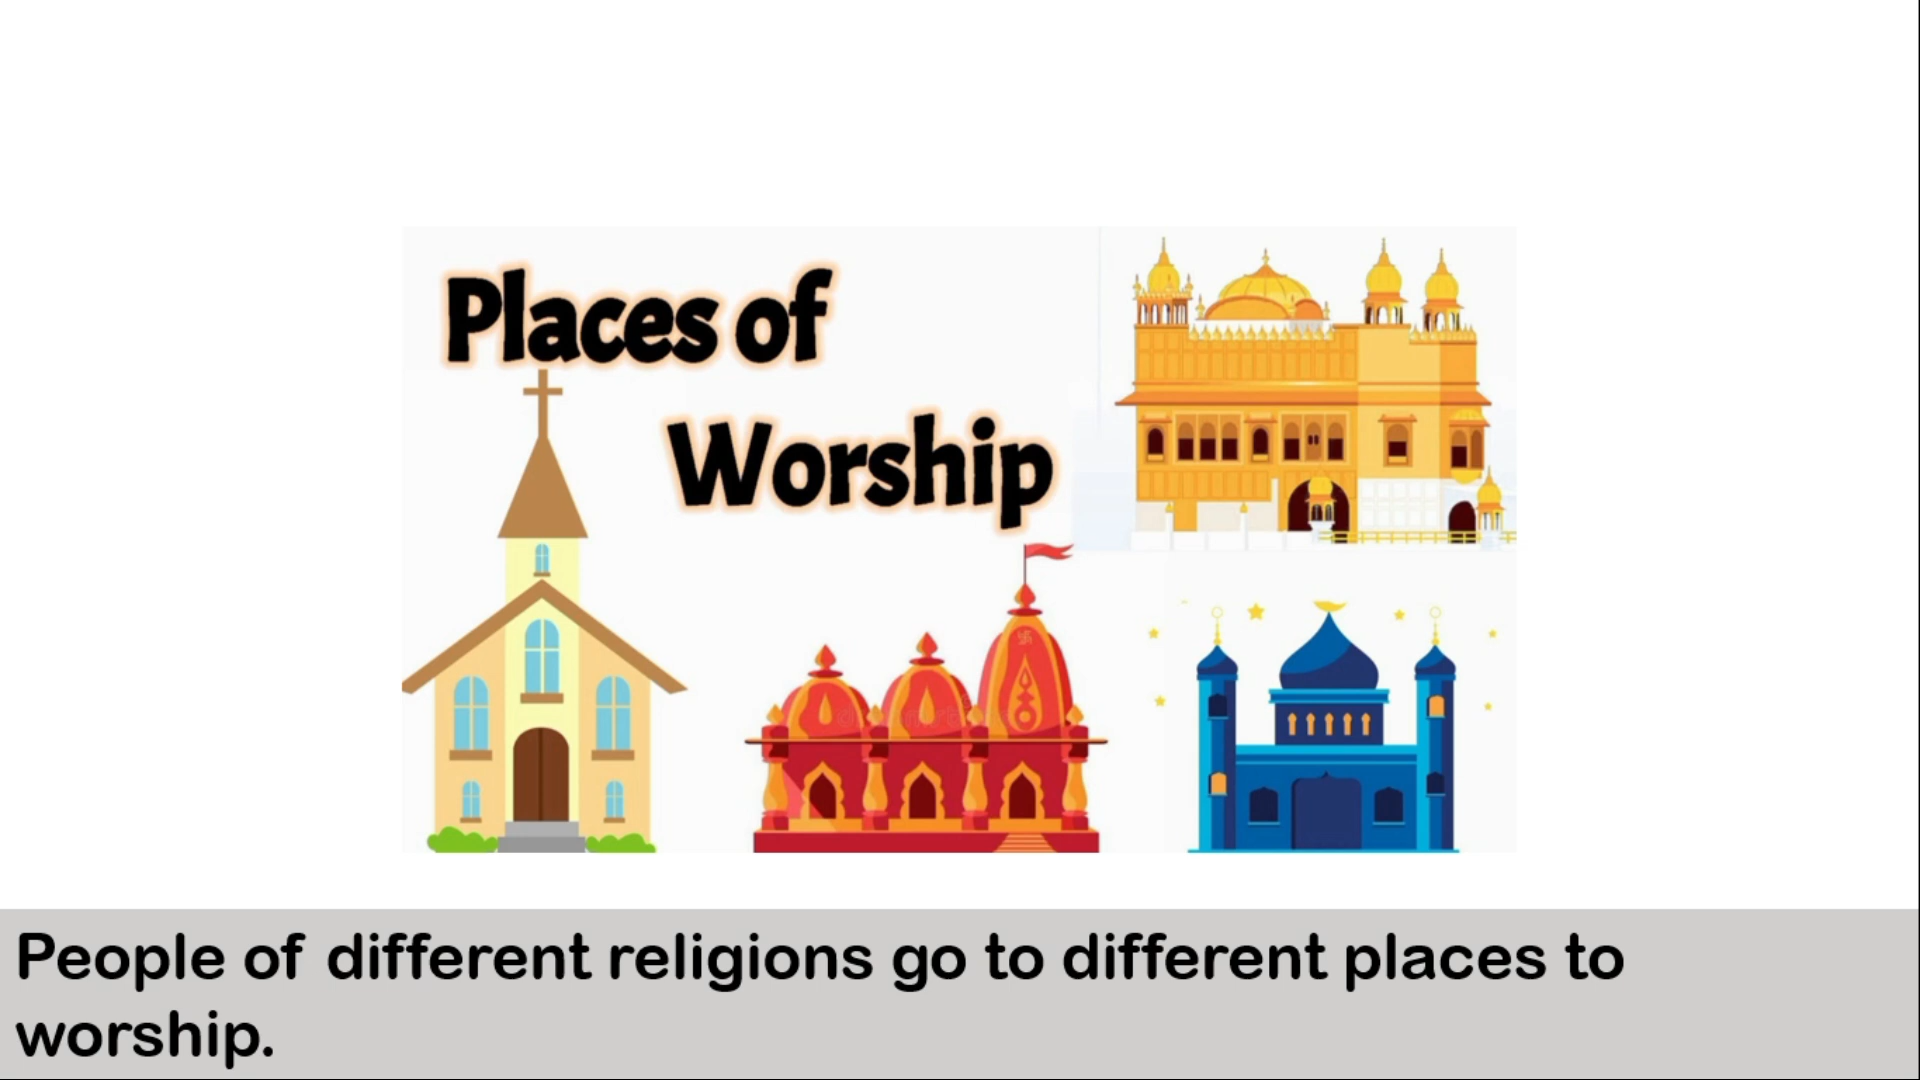 Places of
Worship
People of different religions go to different places to
worship.